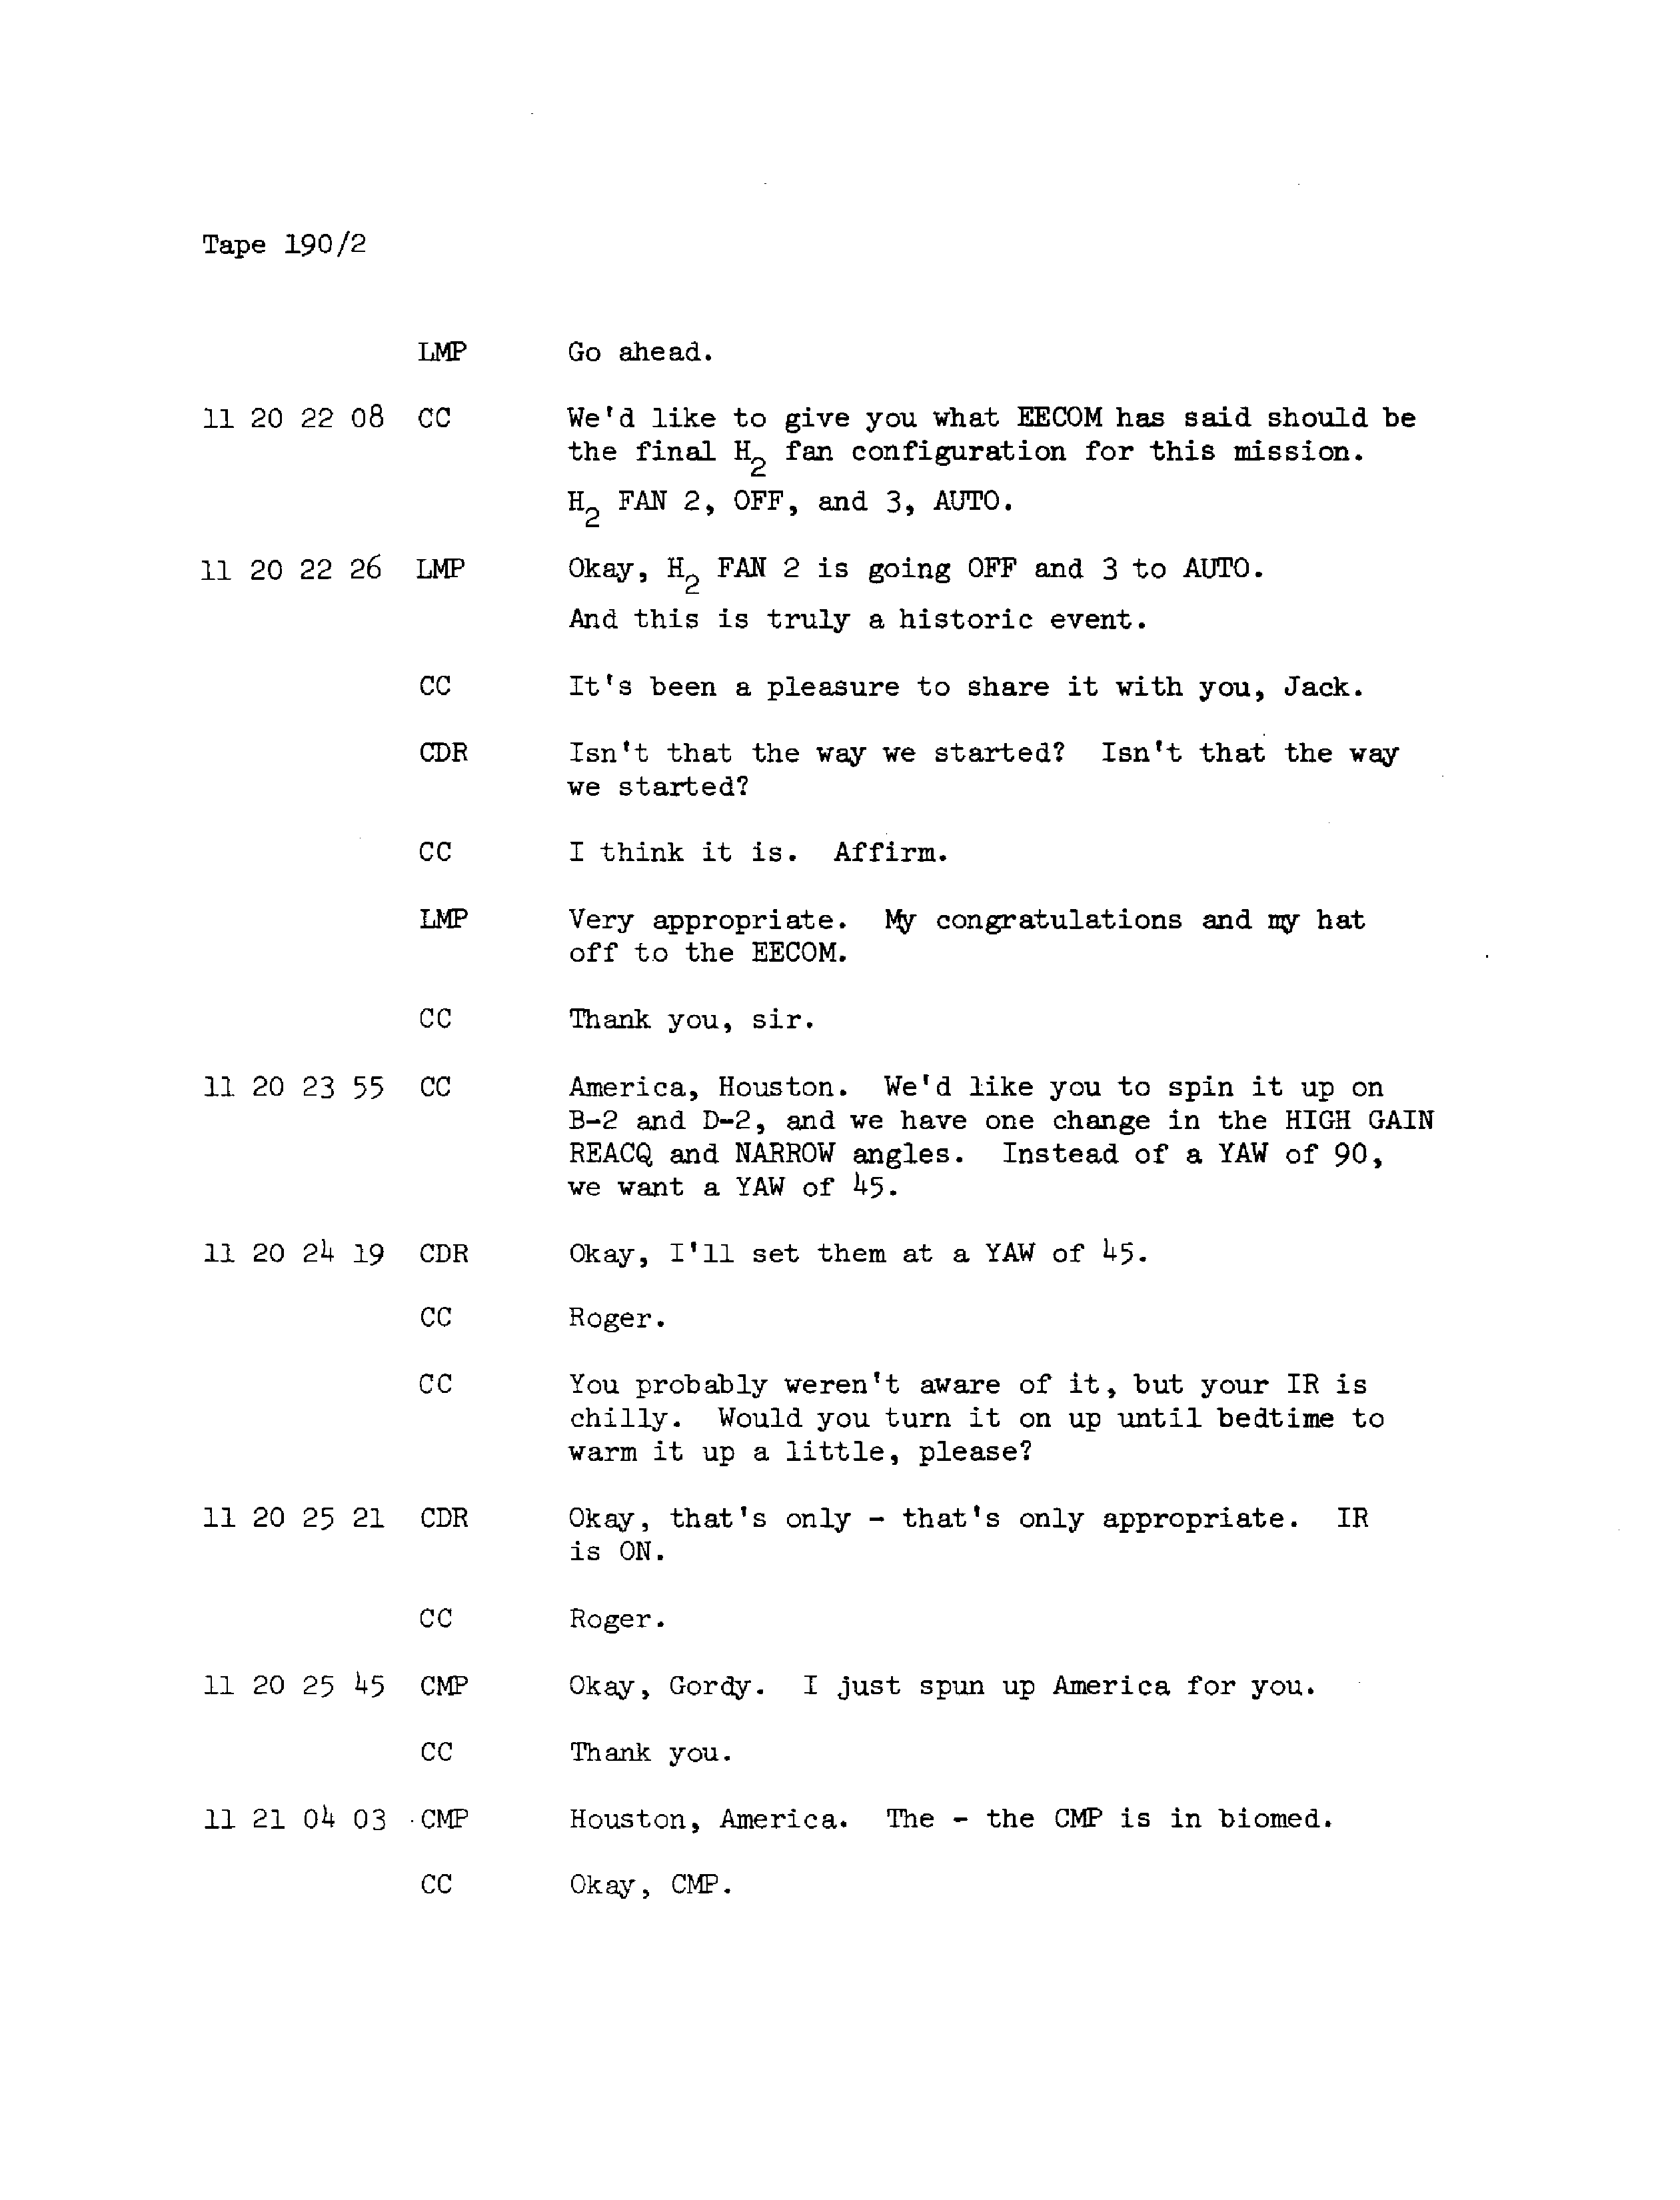 Tape 190/2
LMP Go ahead.
11 20 22 08 CC We'd like to give you what EECOM has said should be
the final H2 fan configuration for this mission.
H2 FAN 2, OFF, and 3, AUTO.
11 20 22 26 LMP Okay, H2 FAN 2 is going OFF and 3 to AUTO.
And this is truly a historic event.
CC It's been a pleasure to share it with you, Jack.
CDR Isn't that the way we started? Isn't that the way
we started?
CC I think it is. Affirm.
LMP Very appropriate. My congratulations and my hat
off to the EECOM.
CC Thank you, sir.
11 20 23 55 CC America, Houston. We'd like you to spin it up on
B-2 and D-2, and we have one change in the HIGH GAIN
REACQ and NARROW angles. Instead of a YAW of 90,
we want a YAW of 45.
11 20 24 19 CDR Okay, I'll set them at a YAW of 45.
CC Roger.
CC You probably weren't aware of it, but your IR is
chilly. Would you turn it on up until bedtime to
warm it up a little, please?
11 20 25 21 CDR Okay, that's only - that's only appropriate. IR
is ON.
CC Roger.
11 20 25 45 CMP Okay, Gordy. I just spun up America for you.
CC Thank you.
11 21 04 03 CMP Houston, America. The - the CMP is in biomed.
CC Okay, CMP.